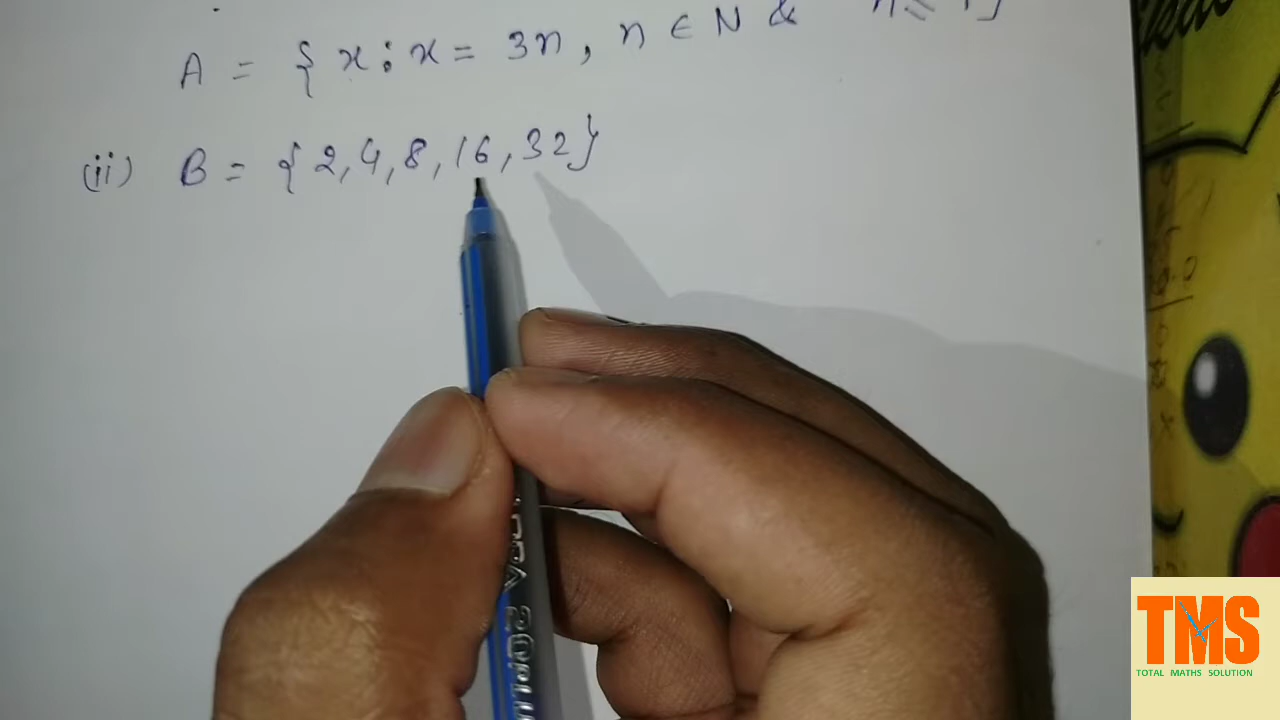 A = { x : x = 3n, n ∈ N &
(ii) B = {2, 4, 8, 16, 32}
TMS
TOTAL MATHS SOLUTION